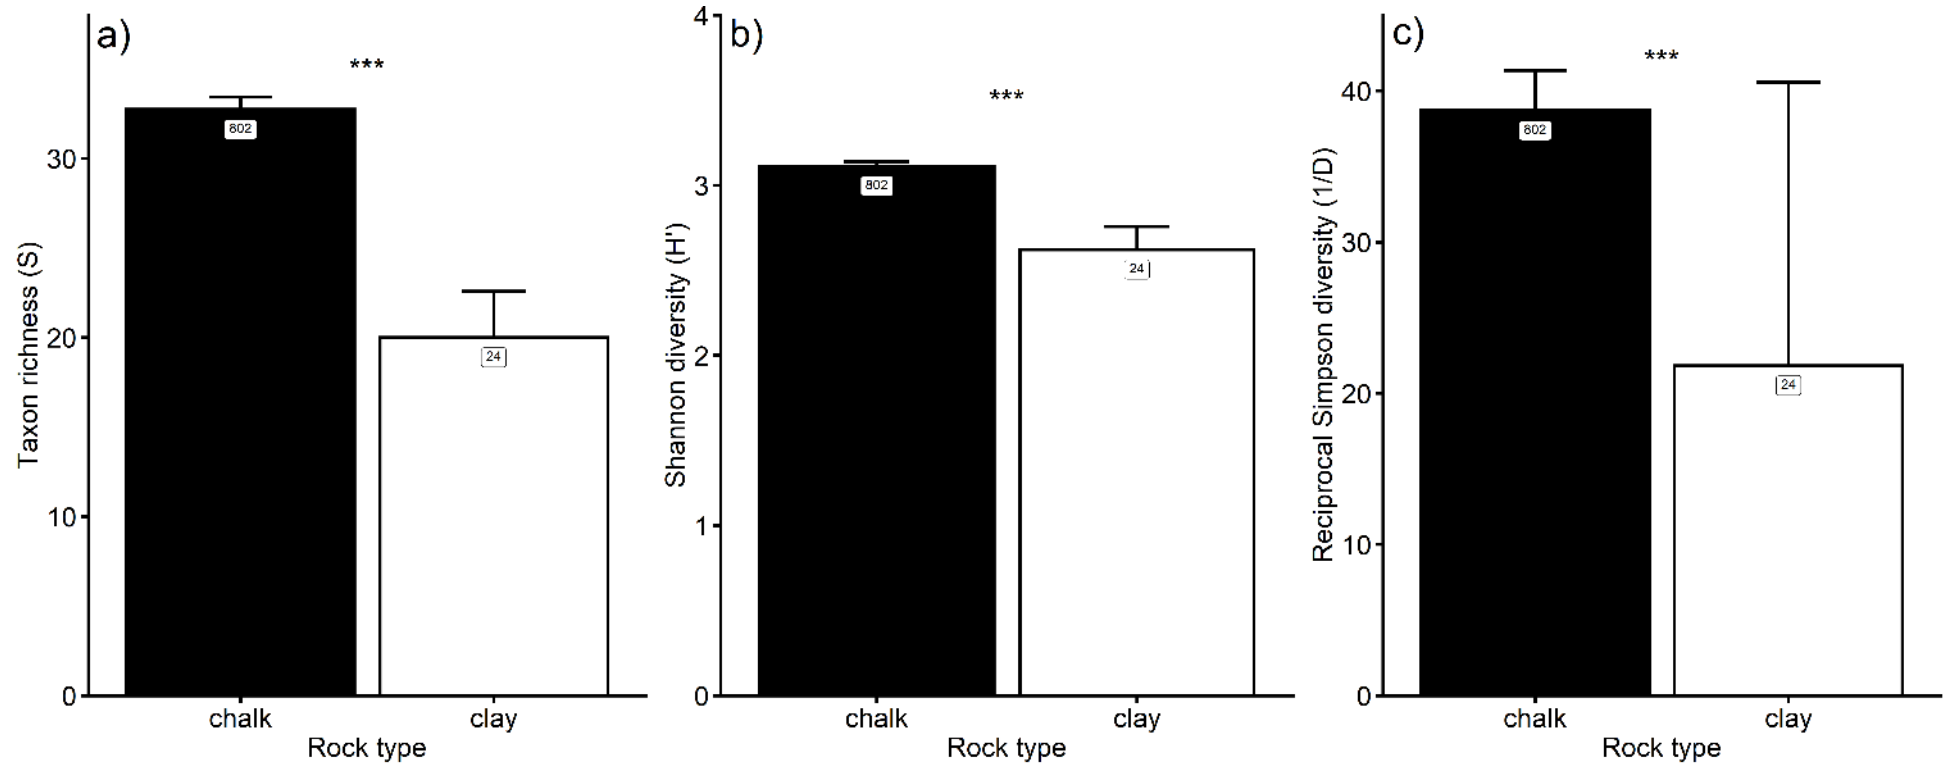 a)
***
Taxon richness (S)
30
20
10
0
802
24
chalk
clay
Rock type
b)
***
Shannon diversity (H')
4
3
2
1
0
802
24
chalk
clay
Rock type
c)
***
Reciprocal Simpson diversity (1/D)
40
30
20
10
0
802
24
chalk
clay
Rock type